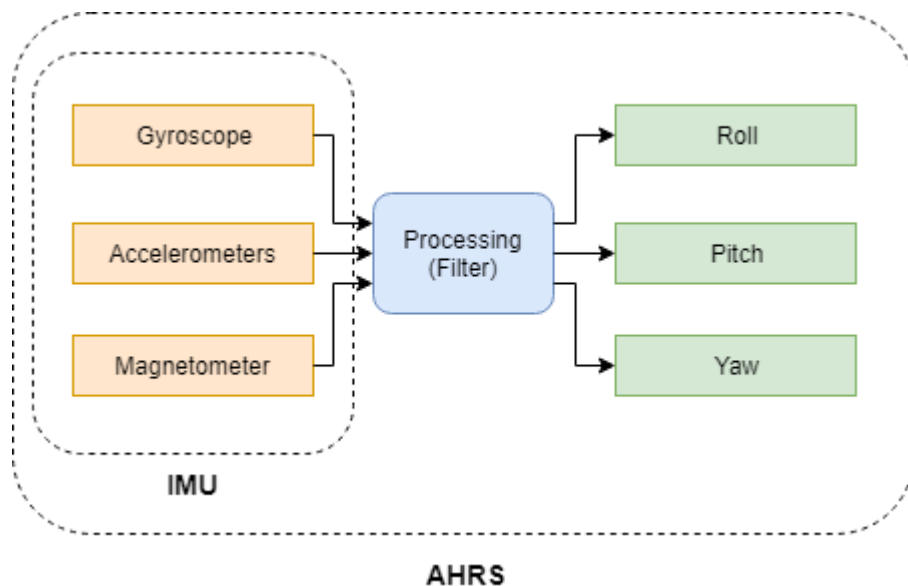 Gyroscope
Roll
Accelerometers
Processing
(Filter)
Pitch
Magnetometer
Yaw
IMU
AHRS